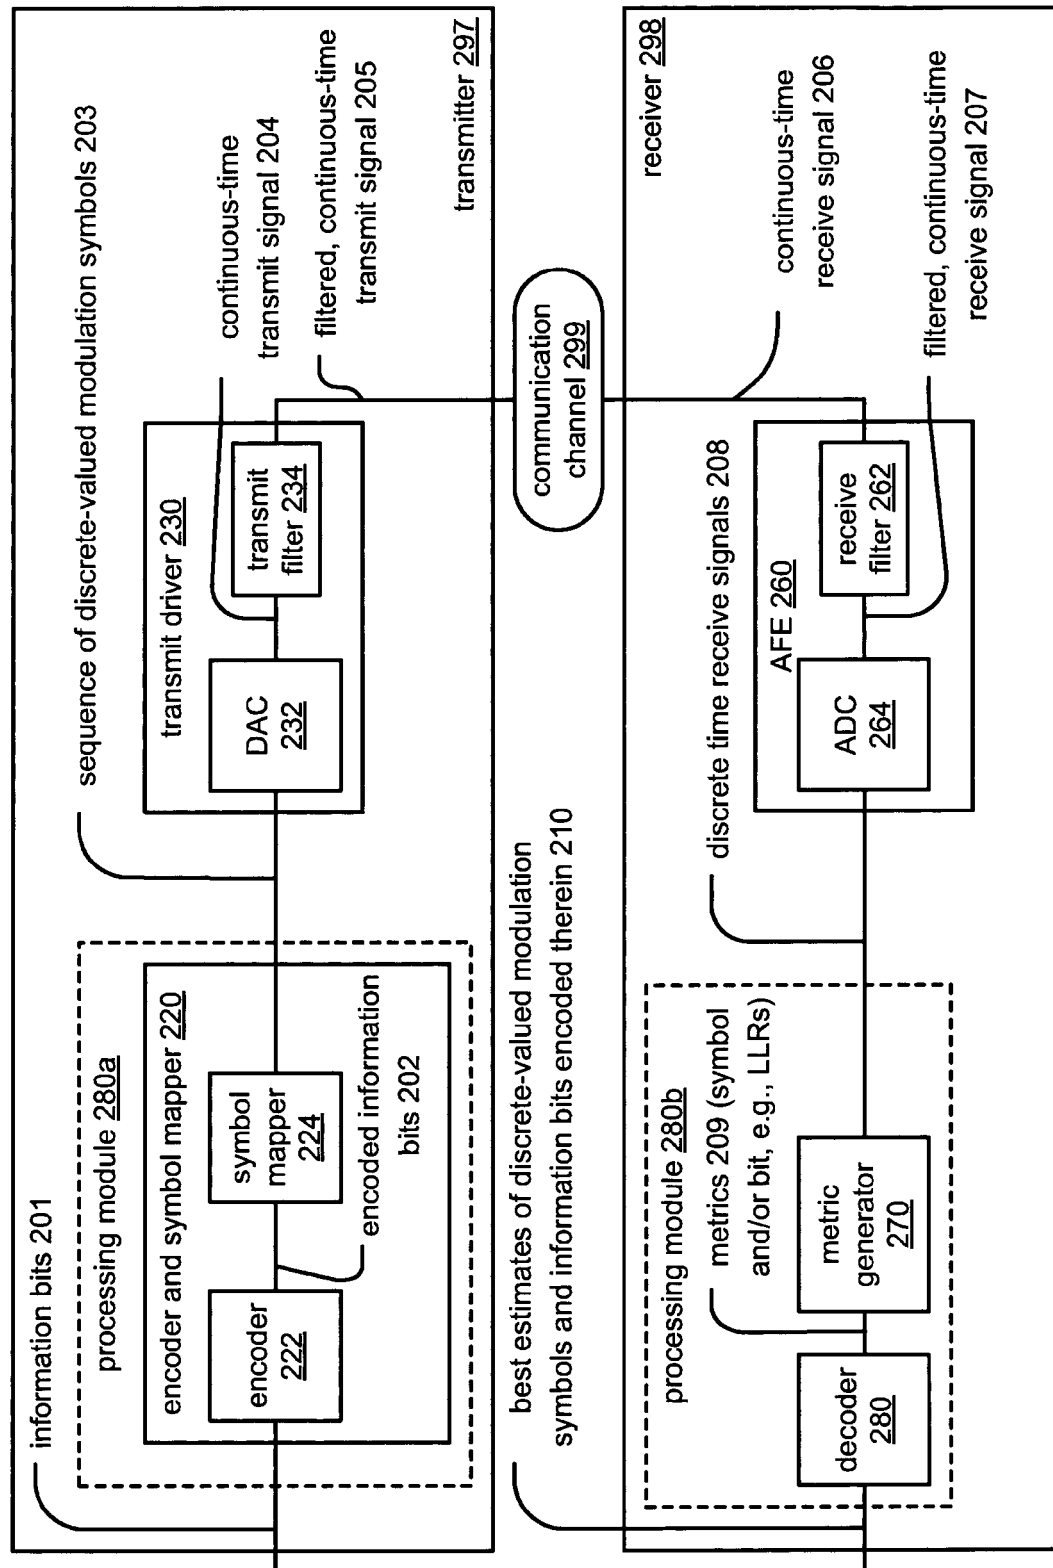 information bits 201
processing module 280a
encoder and symbol mapper 220
encoder
222
symbol
mapper
224
encoded information
bits 202
sequence of discrete-valued modulation symbols 203
transmit driver 230
DAC
232
transmit
filter 234
continuous-time
transmit signal 204
filtered, continuous-time
transmit signal 205
transmitter 297
communication
channel 299
best estimates of discrete-valued modulation
symbols and information bits encoded therein 210
receiver 298
continuous-time
receive signal 206
filtered, continuous-time
receive signal 207
discrete time receive signals 208
AFE 260
ADC
264
receive
filter 262
processing module 280b
metrics 209 (symbol
and/or bit, e.g., LLRs)
decoder
280
metric
generator
270